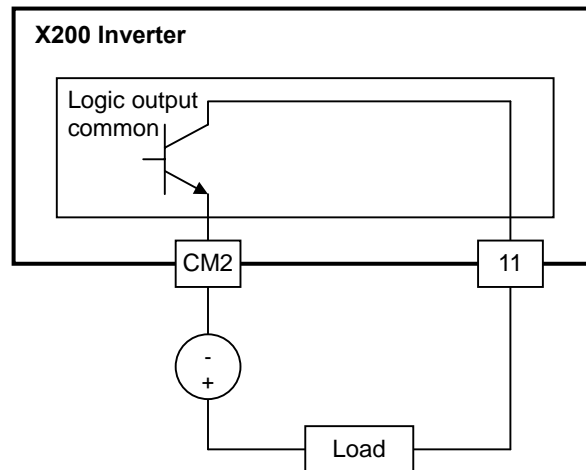 X200 Inverter
Logic output
common
CM2
11
-
+
Load